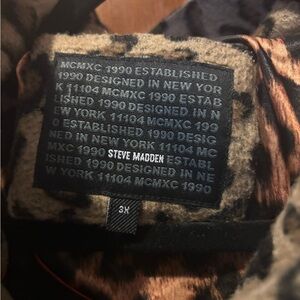 MCMXC 1990 ESTABLISHED
1990 DESIGNED IN NEW YOR
K 11104 MCMXC 1990 ESTAB
LISHED 1990 DESIGNED IN N
EW YORK 11104 MCMXC 199
0 ESTABLISHED 1990 DESIG
NED IN NEW YORK 11104 MC
MXC 1990 STEVE MADDEN ESTABL
ISHED 1990 DESIGNED IN NE
W YORK 11104 MCMXC 1990
3X